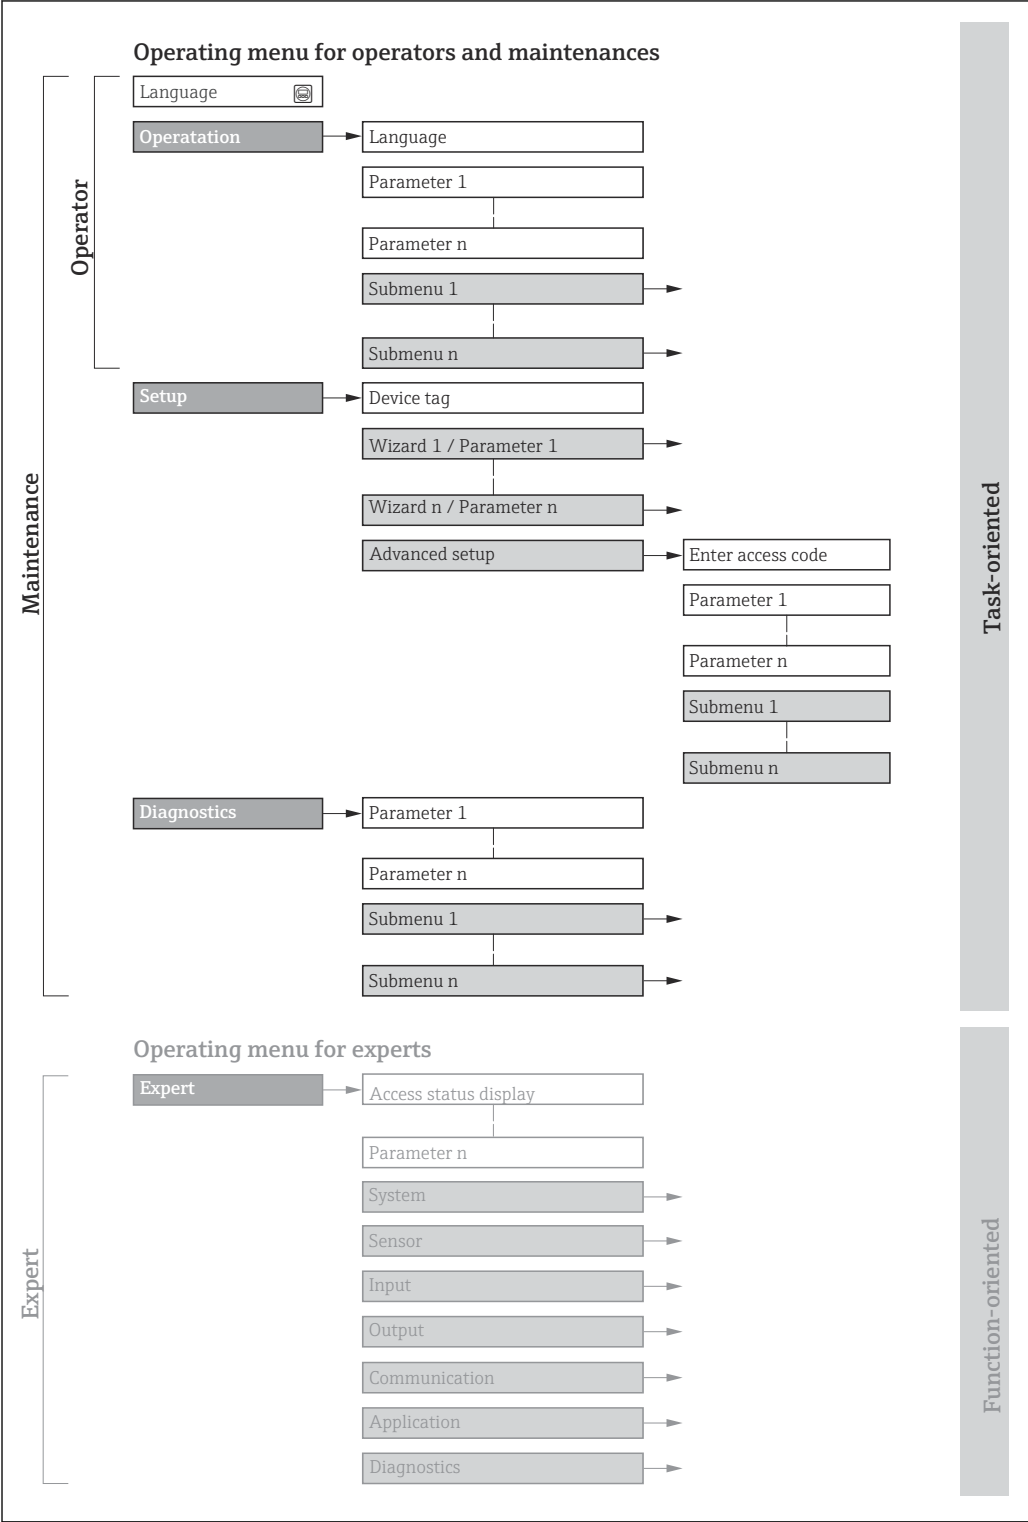 Operating menu for operators and maintenances
Language
Operatation
Language
Parameter 1
Parameter n
Submenu 1
Submenu n
Operator
Setup
Device tag
Wizard 1 / Parameter 1
Wizard n / Parameter n
Advanced setup
Enter access code
Parameter 1
Parameter n
Submenu 1
Submenu n
Maintenance
Task-oriented
Diagnostics
Parameter 1
Parameter n
Submenu 1
Submenu n
Operating menu for experts
Expert
Access status display
Parameter n
System
Sensor
Input
Output
Communication
Application
Diagnostics
Expert
Function-oriented